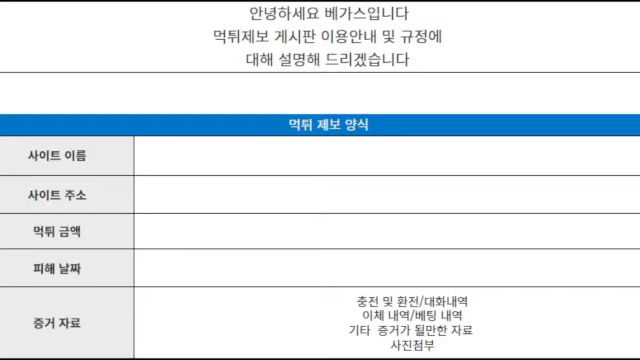 안녕하세요 베가스입니다
먹튀제보 게시판 이용안내 및 규정에
대해 설명해 드리겠습니다
먹튀 제보 양식
사이트 이름
사이트 주소
먹튀 금액
피해 날짜
증거 자료
충전 및 환전/대화내역
이체 내역/베팅 내역
기타 증거가 될만한 자료
사진첨부